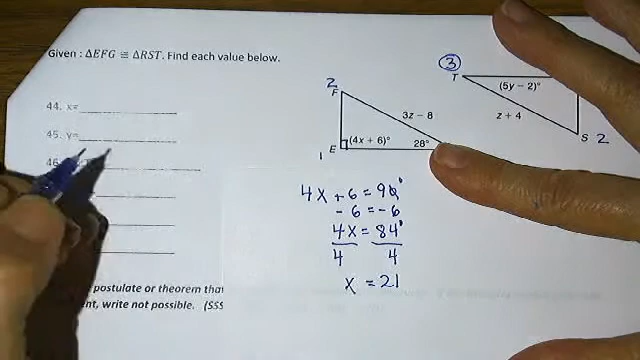 Given : ΔEFG ≅ ΔRST. Find each value below.
44. x=
45. y=
46.
postulate or theorem that
ent, write not possible. (SSS
2
F
3z − 8
E
(4x + 6)°
28°
1
3
T
(5y − 2)°
z + 4
S 2
4x + 6 = 90°
- 6 = -6
4x = 84°
4 4
x = 21